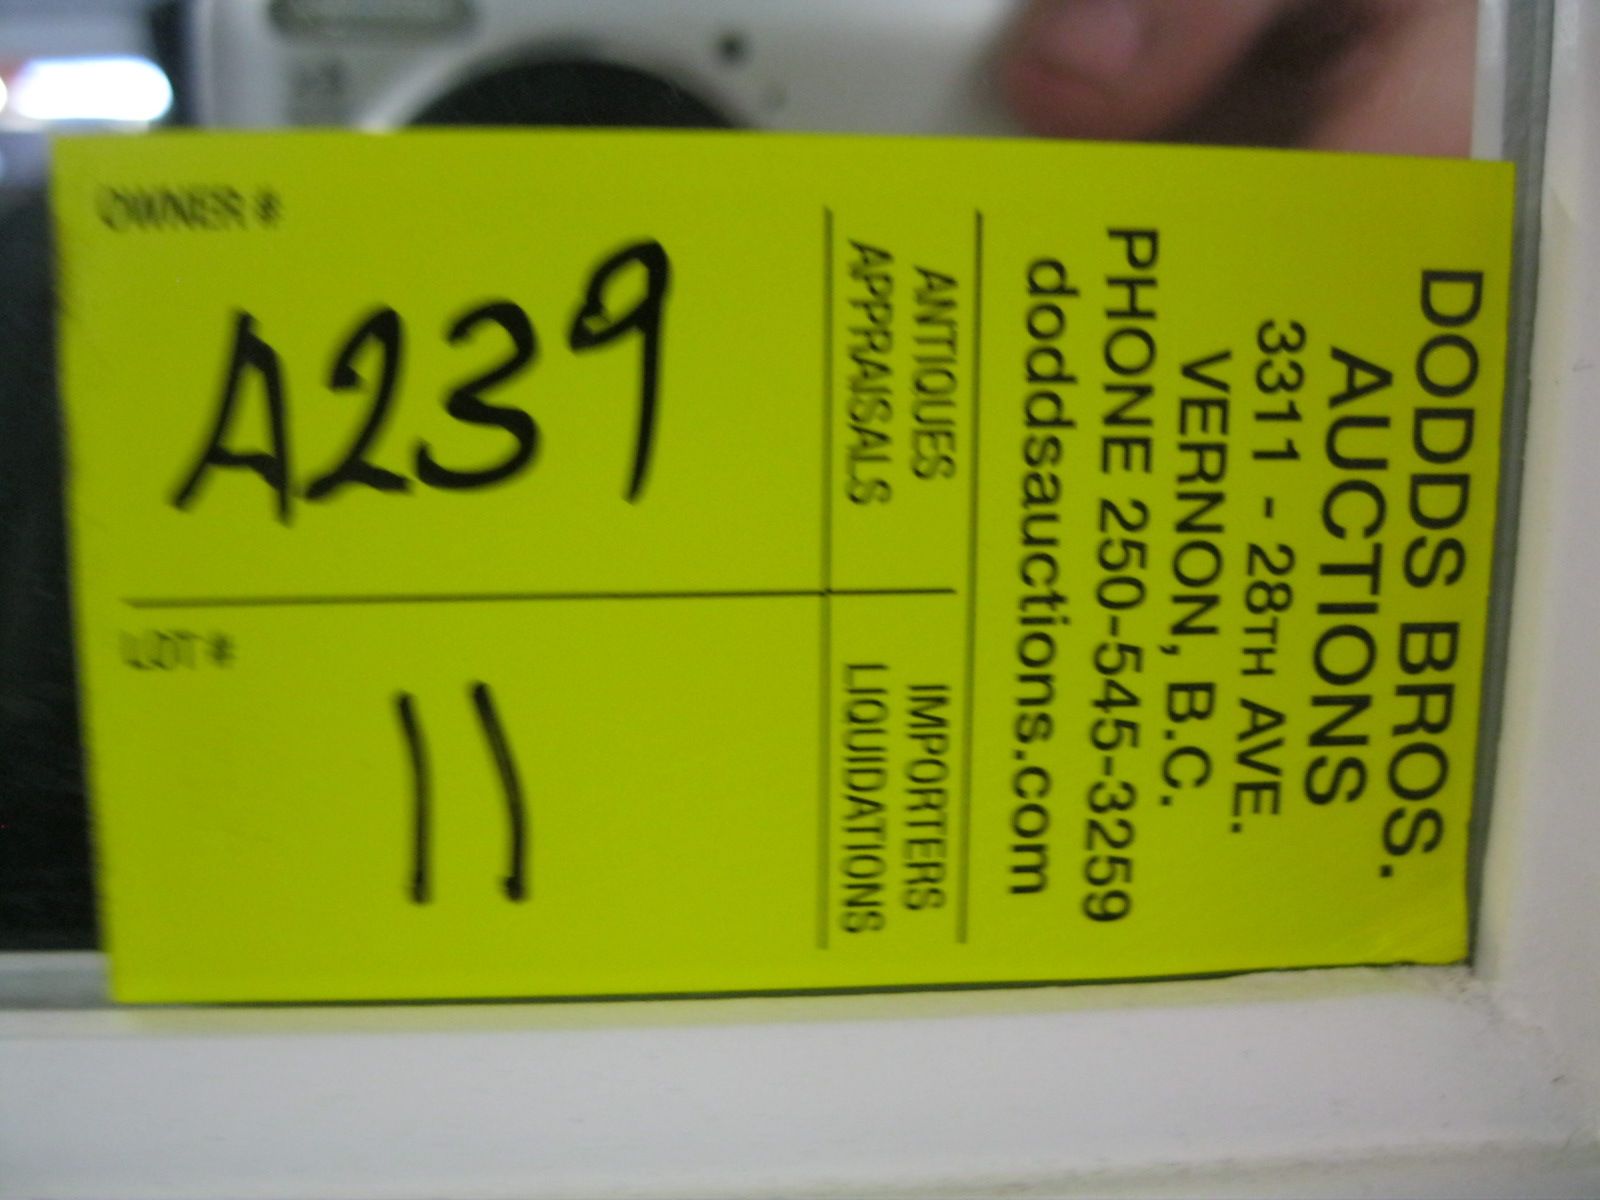 DODDS BROS.
AUCTIONS
3311 - 28TH AVE.
VERNON, B.C.
PHONE 250-545-3259
doddsauctions.com
ANTIQUES
APPRAISALS
IMPORTERS
LIQUIDATIONS
OWNER #
A239
LOT #
11